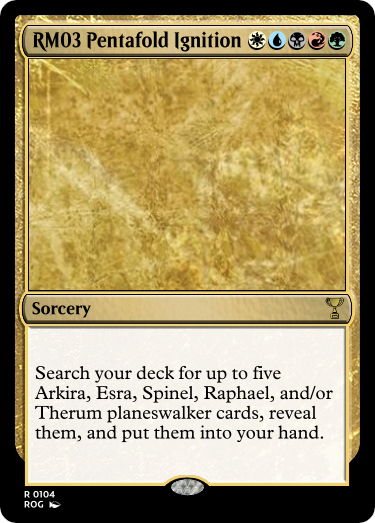 RM03 Pentafold Ignition
Sorcery
Search your deck for up to five
Arkira, Esra, Spinel, Raphael, and/or
Therum planeswalker cards, reveal
them, and put them into your hand.
R 0104
ROG